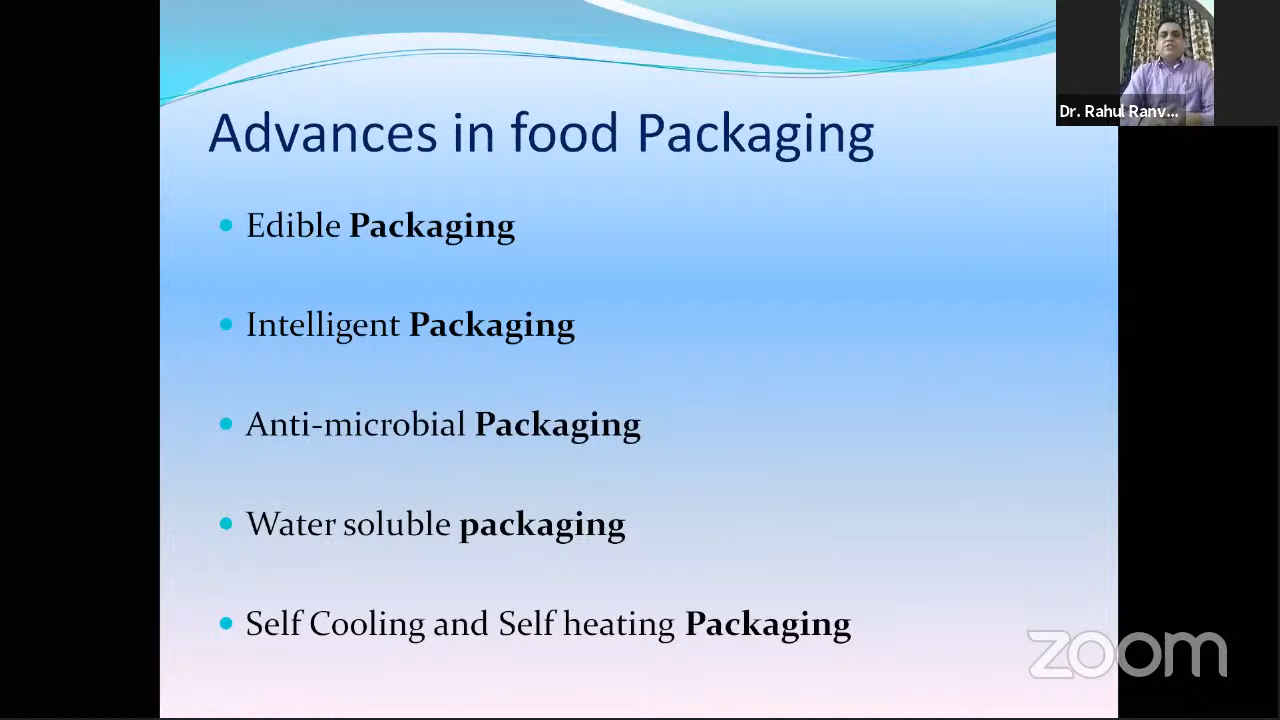 Advances in food Packaging
Dr. Rahul Ranv...
Edible Packaging
Intelligent Packaging
Anti-microbial Packaging
Water soluble packaging
Self Cooling and Self heating Packaging
zoom